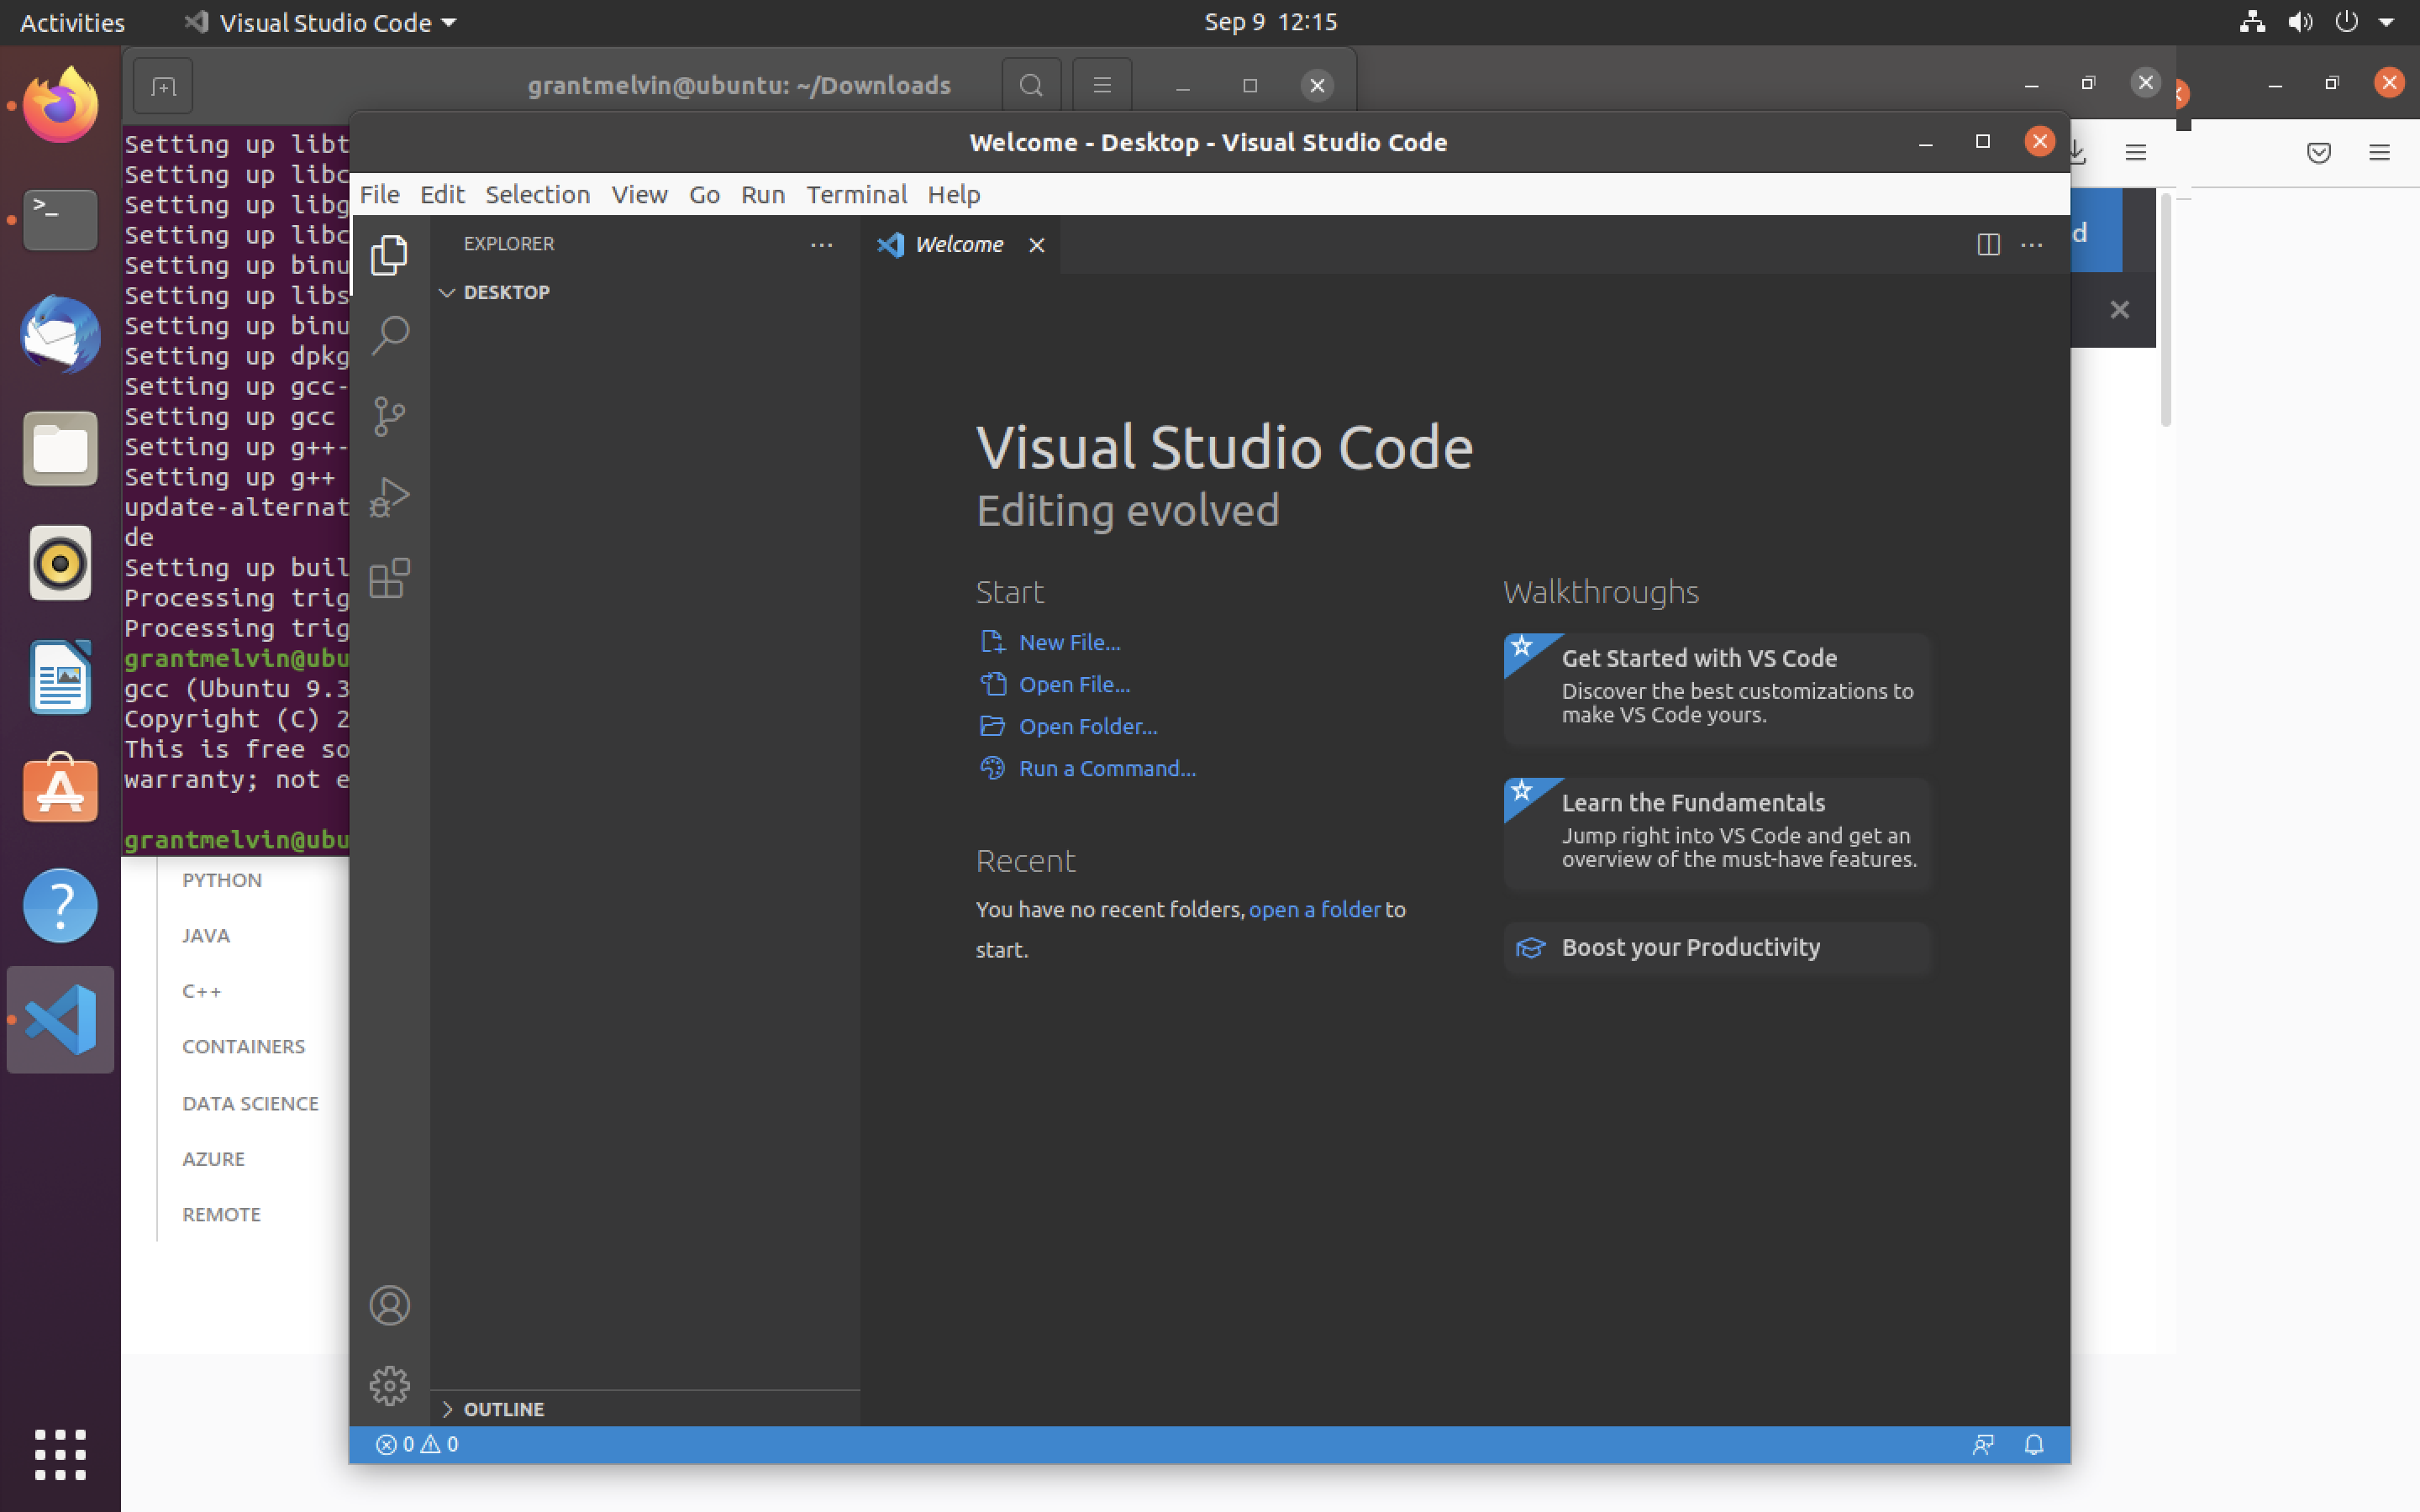 Activities
Visual Studio Code
Sep 9 12:15
grantmelvin@ubuntu: ~/Downloads
Setting up libt
Setting up libc
Setting up libg
Setting up libc
Setting up binu
Setting up libs
Setting up binu
Setting up dpkg
Setting up gcc-
Setting up gcc
Setting up g++-
Setting up g++
update-alternat
de
Setting up buil
Processing trig
Processing trig
grantmelvin@ubu
gcc (Ubuntu 9.3
Copyright (C) 2
This is free so
warranty; not e
grantmelvin@ubu
PYTHON
JAVA
C++
CONTAINERS
DATA SCIENCE
AZURE
REMOTE
Welcome - Desktop - Visual Studio Code
File Edit Selection View Go Run Terminal Help
EXPLORER
DESKTOP
OUTLINE
Welcome
d
Visual Studio Code
Editing evolved
Start
New File...
Open File...
Open Folder...
Run a Command...
Recent
You have no recent folders, open a folder to
start.
Walkthroughs
Get Started with VS Code
Discover the best customizations to
make VS Code yours.
Learn the Fundamentals
Jump right into VS Code and get an
overview of the must-have features.
Boost your Productivity
0 0